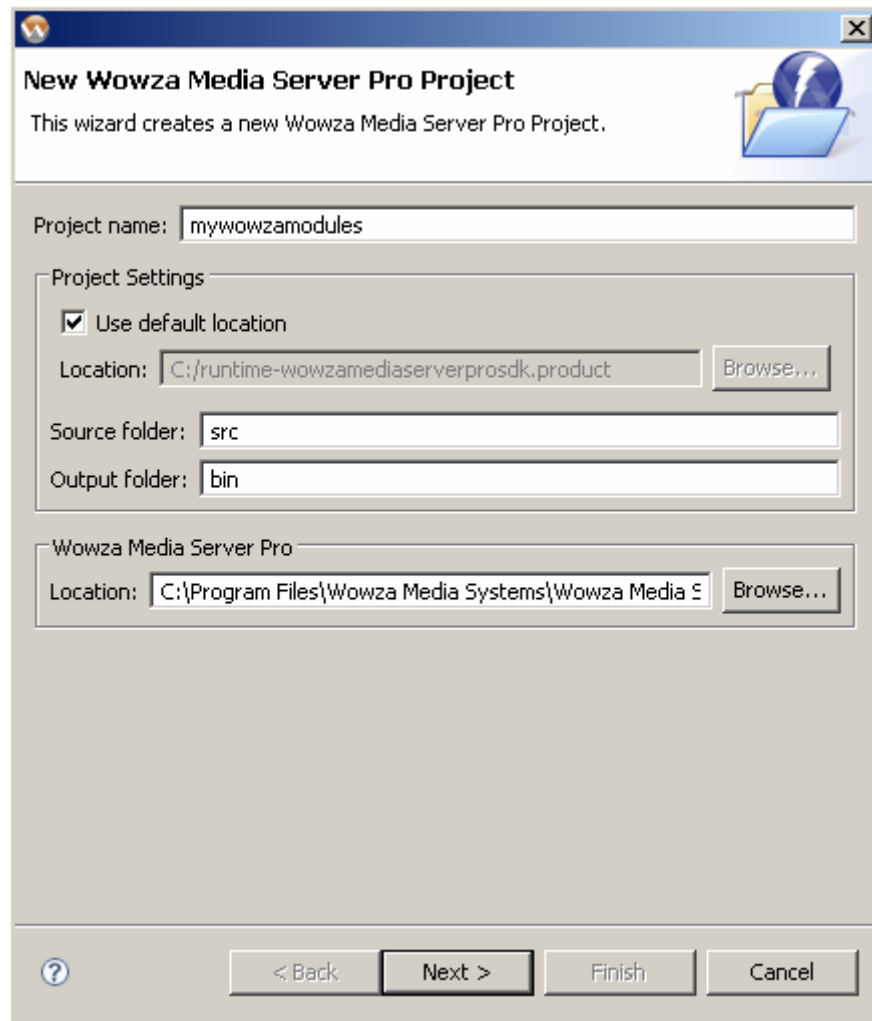 New Wowza Media Server Pro Project
This wizard creates a new Wowza Media Server Pro Project.
Project name: mywowzamodules
Project Settings
Use default location
Location: C:/runtime-wowzamediaserverprosdk.product Browse...
Source folder: src
Output folder: bin
Wowza Media Server Pro
Location: C:\Program Files\Wowza Media Systems\Wowza Media S Browse...
? < Back Next > Finish Cancel